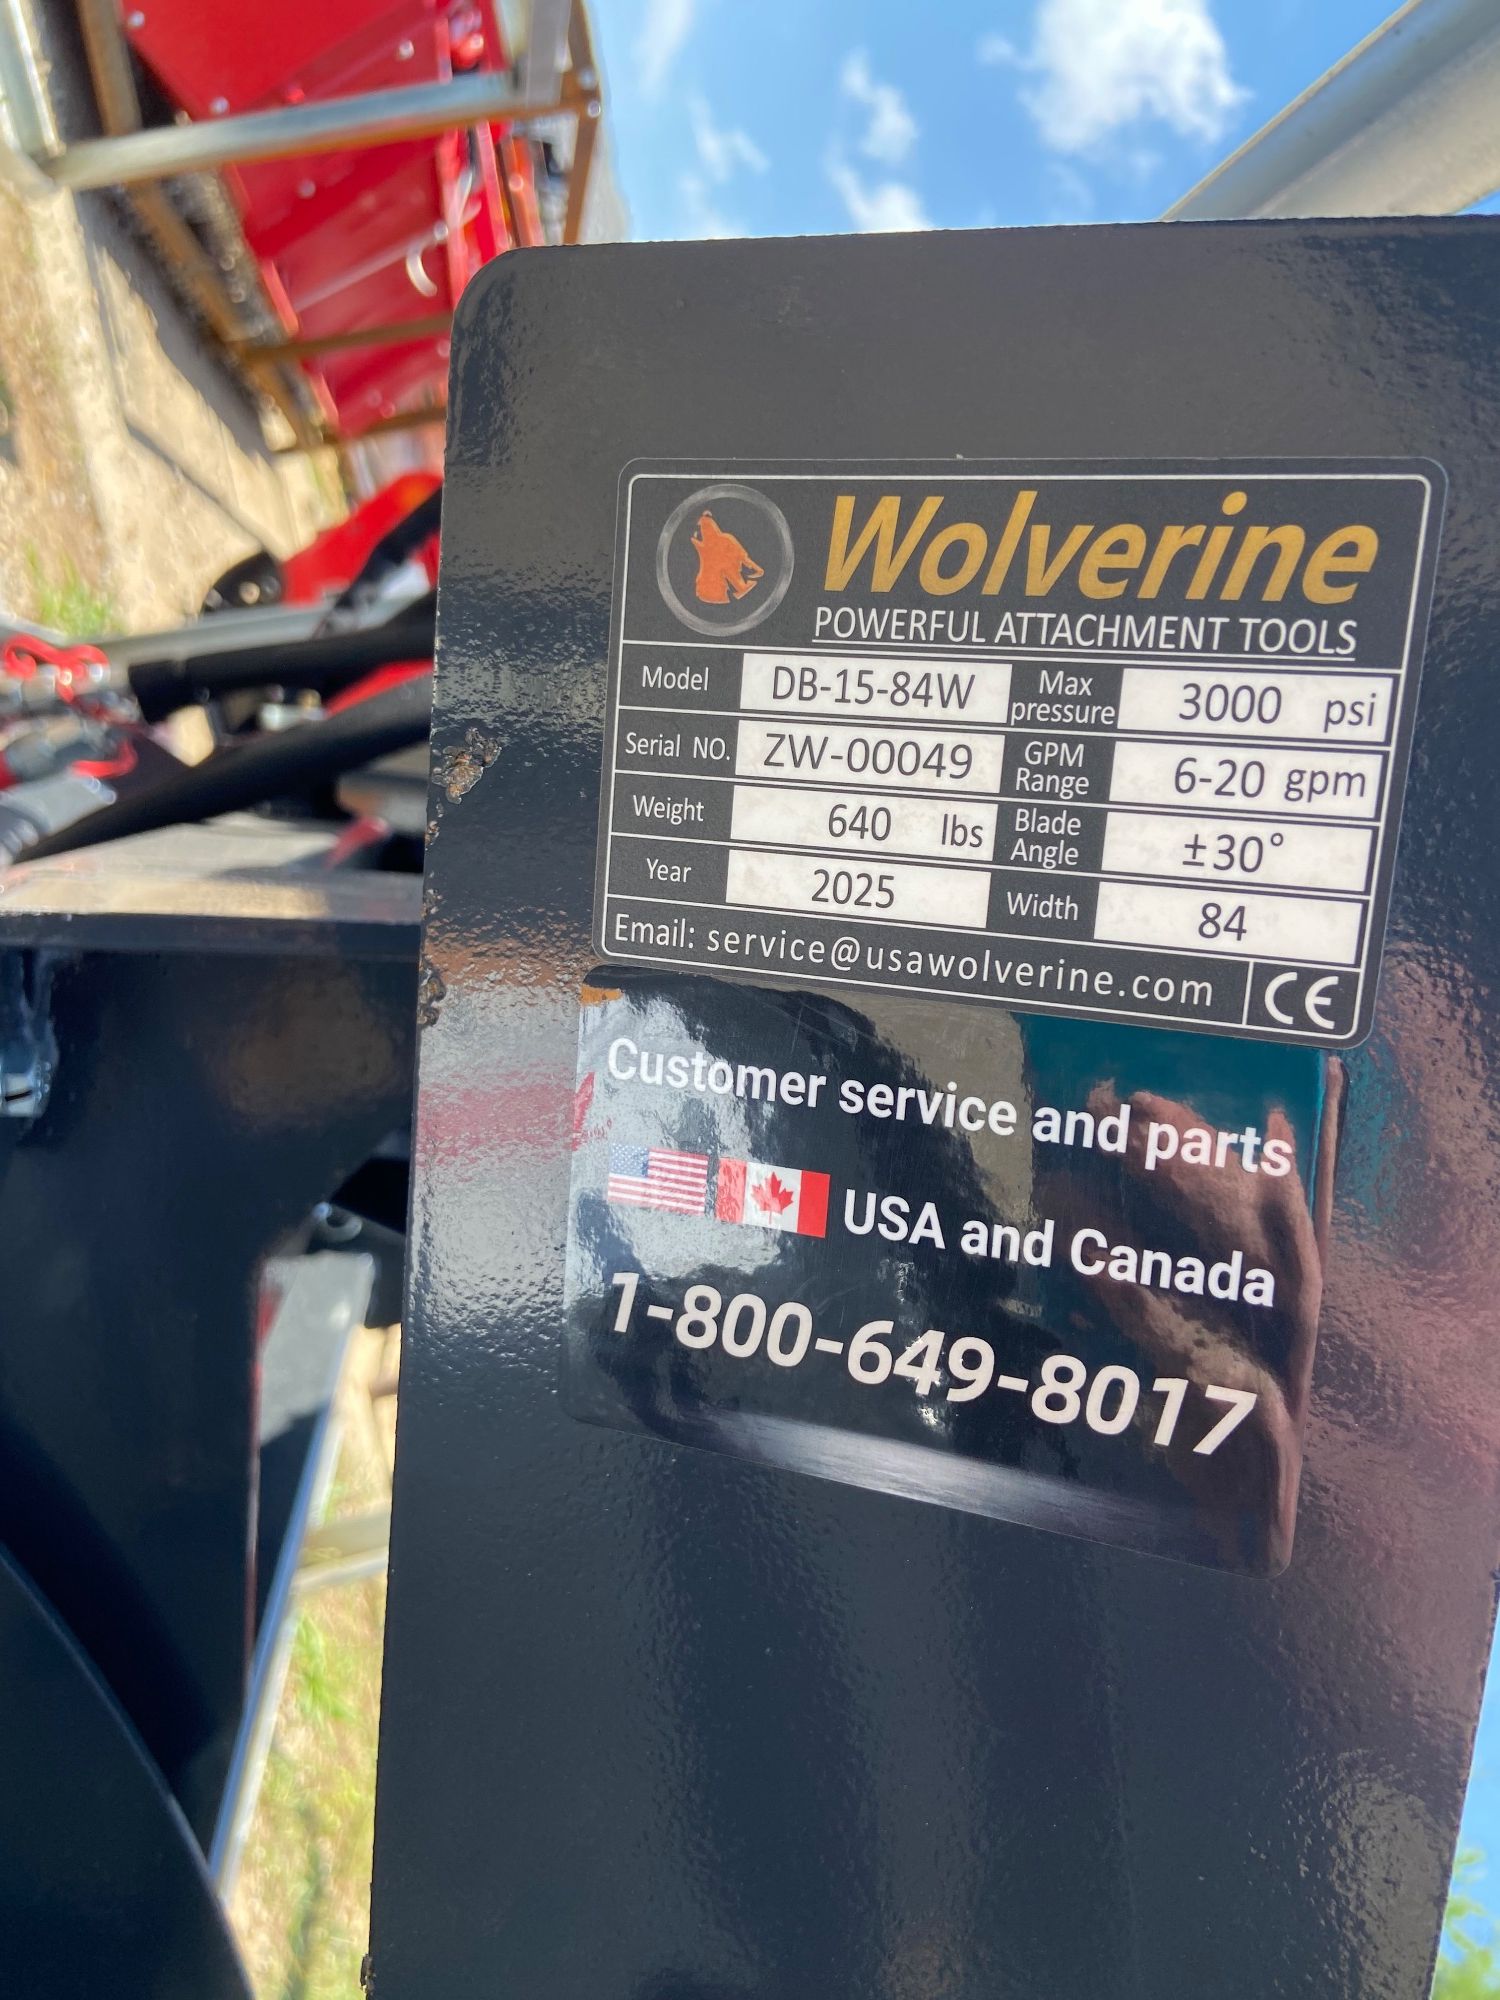 Wolverine
POWERFUL ATTACHMENT TOOLS
Model DB-15-84W Max pressure 3000 psi
Serial NO. ZW-00049 GPM Range 6-20 gpm
Weight 640 lbs Blade Angle ±30°
Year 2025 Width 84
Email: service@usawolverine.com CE
Customer service and parts
USA and Canada
1-800-649-8017